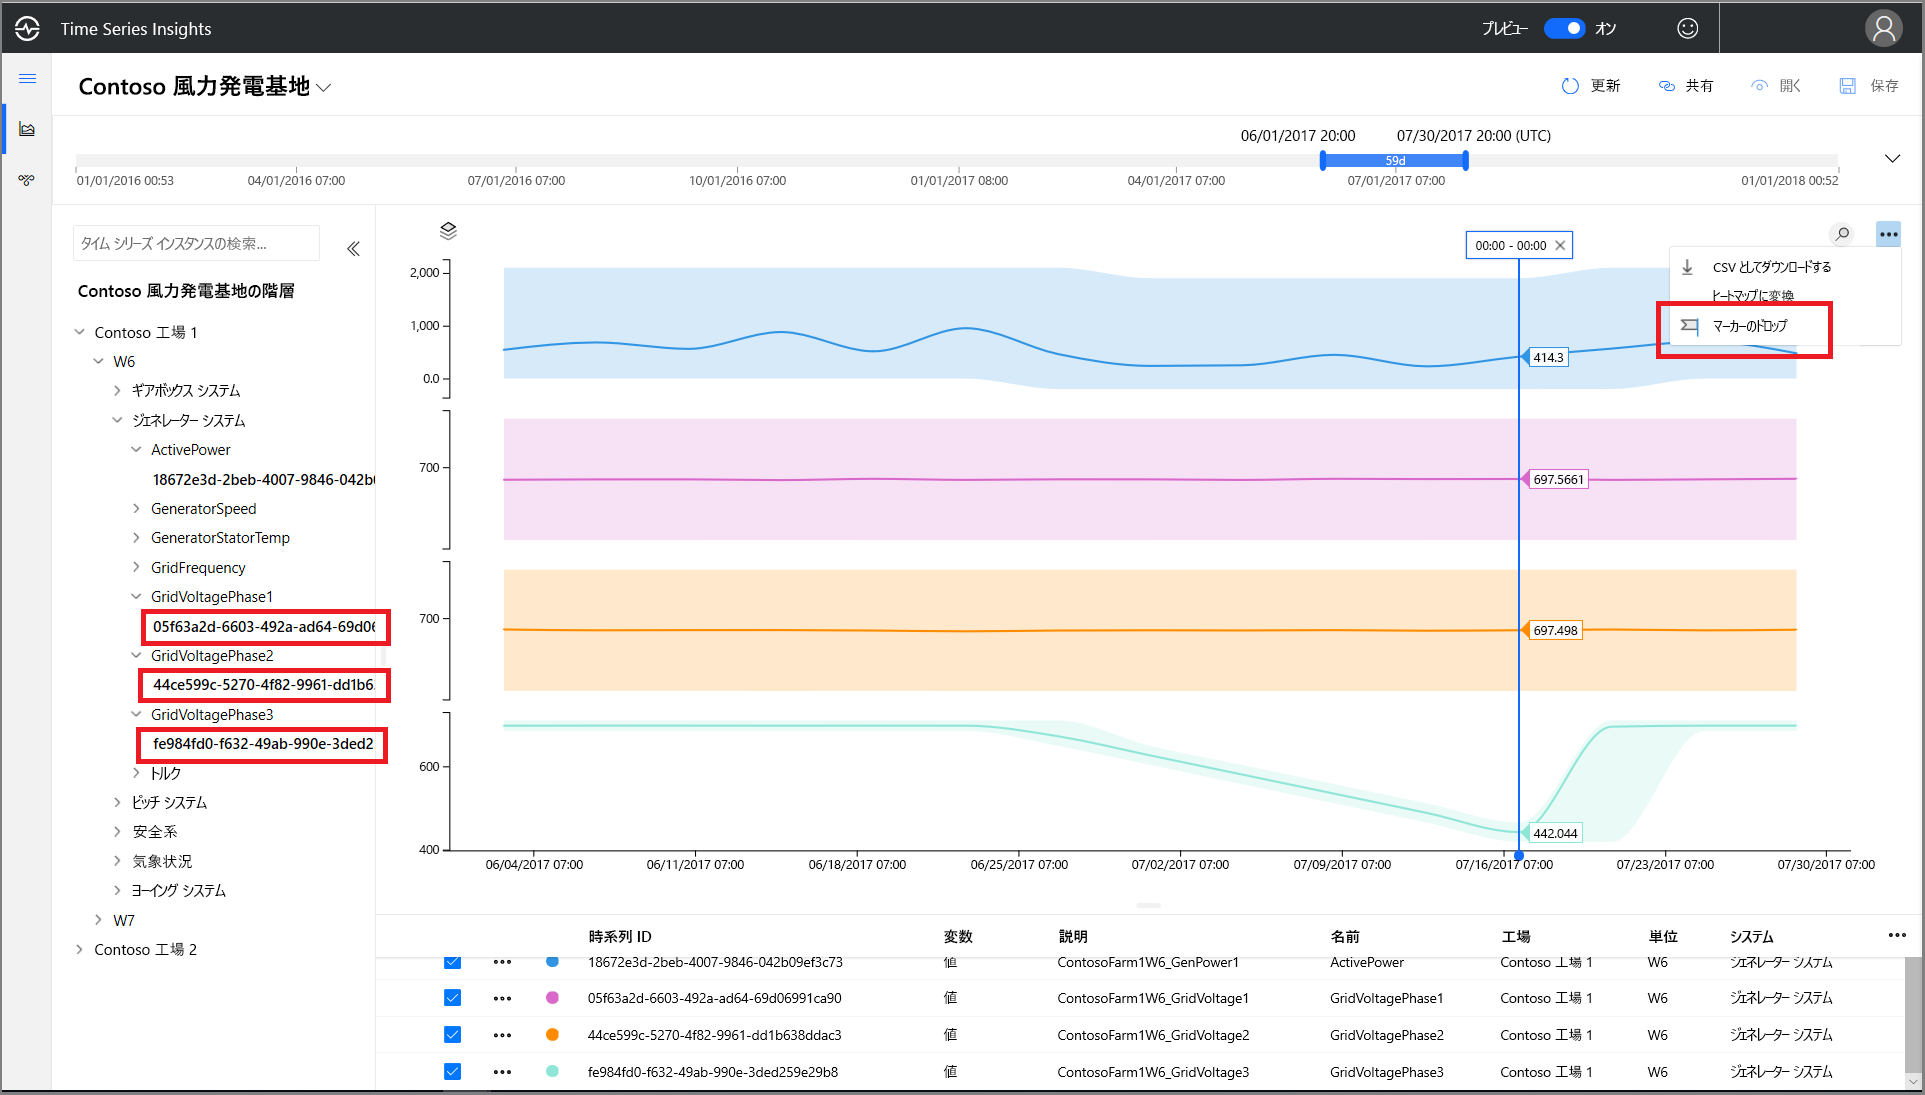 Time Series Insights
プレビュー オン
Contoso 風力発電基地
更新 共有 開く 保存
06/01/2017 20:00 07/30/2017 20:00 (UTC)
59d
01/01/2016 00:53 04/01/2016 07:00 07/01/2016 07:00 10/01/2016 07:00 01/01/2017 08:00 04/01/2017 07:00 07/01/2017 07:00 01/01/2018 00:52
タイム シリーズ インスタンスの検索...
Contoso 風力発電基地の階層
Contoso 工場 1
W6
ギアボックス システム
ジェネレーター システム
ActivePower
18672e3d-2beb-4007-9846-042b
GeneratorSpeed
GeneratorStatorTemp
GridFrequency
GridVoltagePhase1
05f63a2d-6603-492a-ad64-69d06
GridVoltagePhase2
44ce599c-5270-4f82-9961-dd1b6
GridVoltagePhase3
fe984fd0-f632-49ab-990e-3ded2
トルク
ピッチ システム
安全系
気象状況
ヨーイング システム
W7
Contoso 工場 2
00:00 - 00:00
CSV としてダウンロードする
ヒートマップに変換
マーカーのドロップ
2,000
1,000
0.0
414.3
700
697.5661
700
697.498
600
400
442.044
06/04/2017 07:00 06/11/2017 07:00 06/18/2017 07:00 06/25/2017 07:00 07/02/2017 07:00 07/09/2017 07:00 07/16/2017 07:00 07/23/2017 07:00 07/30/2017 07:00
時系列 ID 変数 説明 名前 工場 単位 システム
18672e3d-2beb-4007-9846-042b09ef3c73 値 ContosoFarm1W6_GenPower1 ActivePower Contoso 工場 1 W6 ジェネレーター システム
05f63a2d-6603-492a-ad64-69d06991ca90 値 ContosoFarm1W6_GridVoltage1 GridVoltagePhase1 Contoso 工場 1 W6 ジェネレーター システム
44ce599c-5270-4f82-9961-dd1b638ddac3 値 ContosoFarm1W6_GridVoltage2 GridVoltagePhase2 Contoso 工場 1 W6 ジェネレーター システム
fe984fd0-f632-49ab-990e-3ded259e29b8 値 ContosoFarm1W6_GridVoltage3 GridVoltagePhase3 Contoso 工場 1 W6 ジェネレーター システム